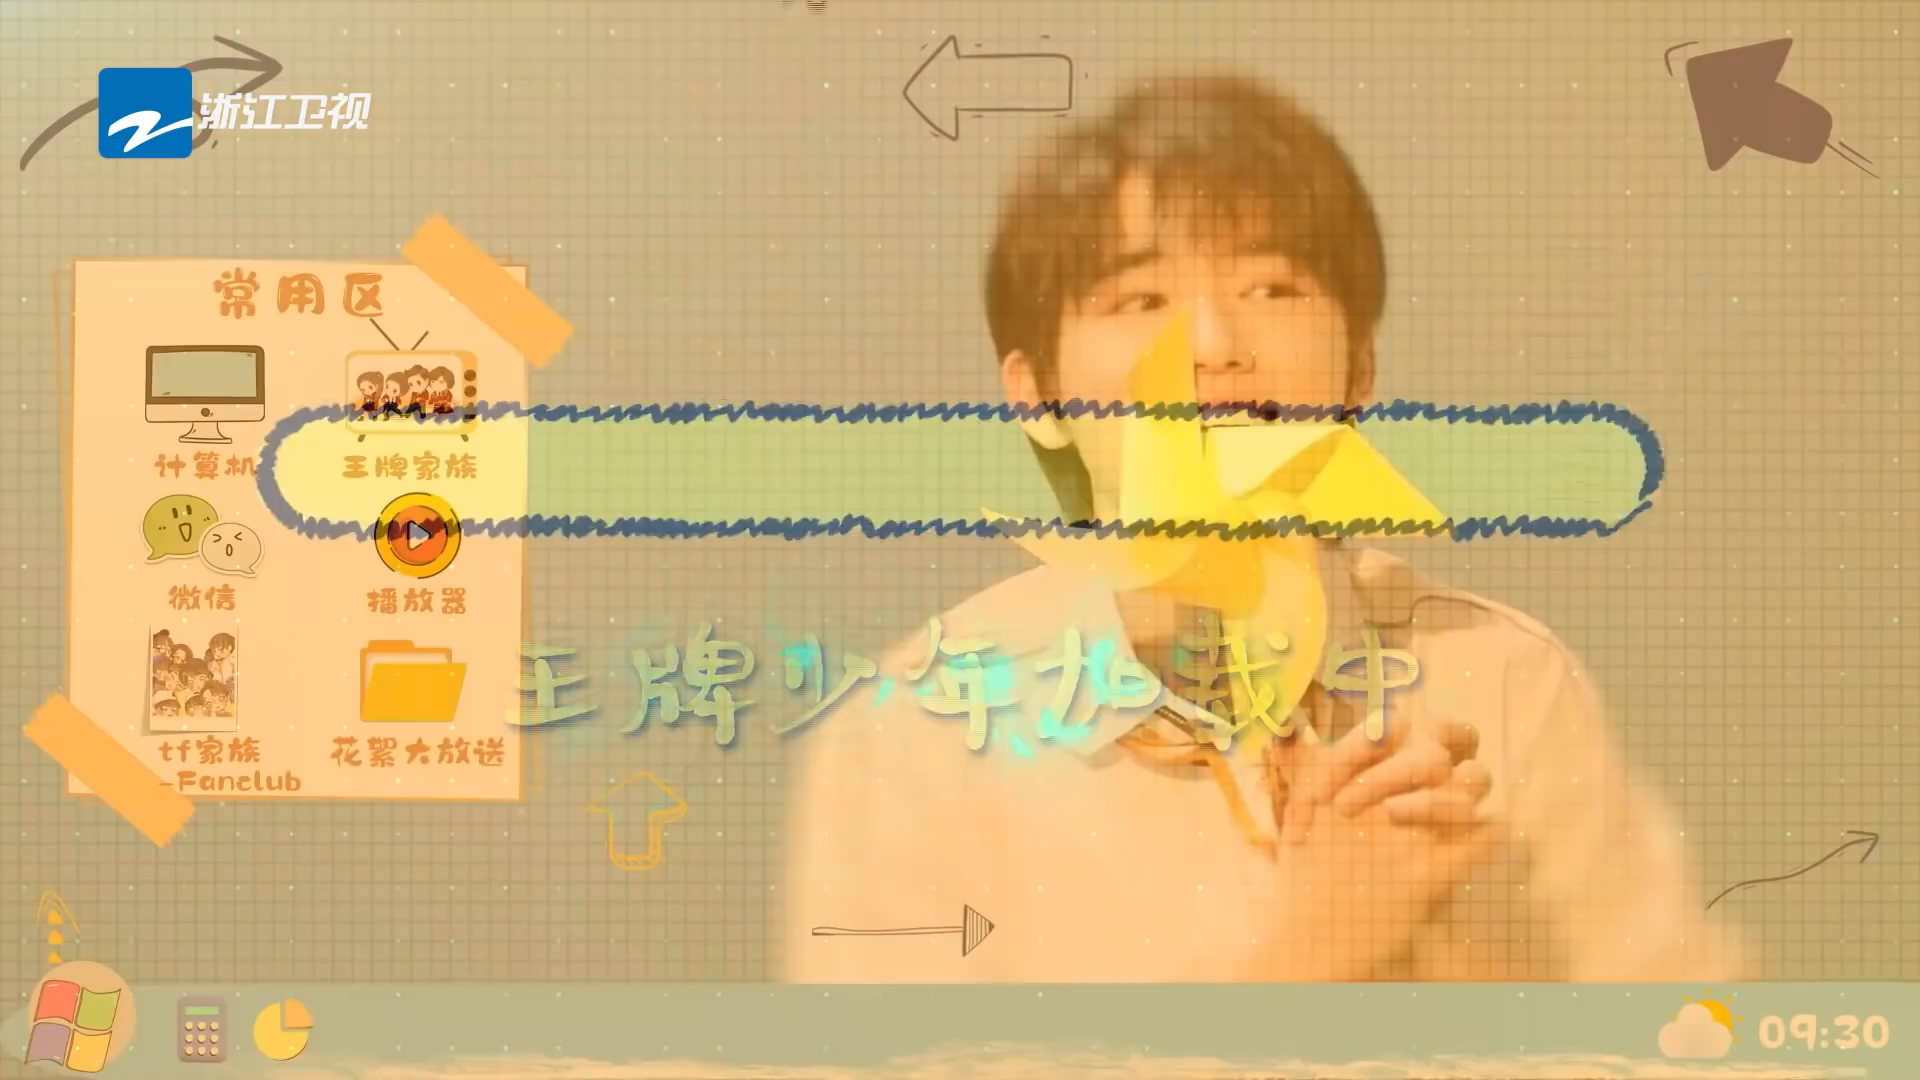 浙江卫视
常用区
计算机
王牌家族
微信
播放器
tf家族
-Fanclub
花絮大放送
王牌少年加载中
09:30